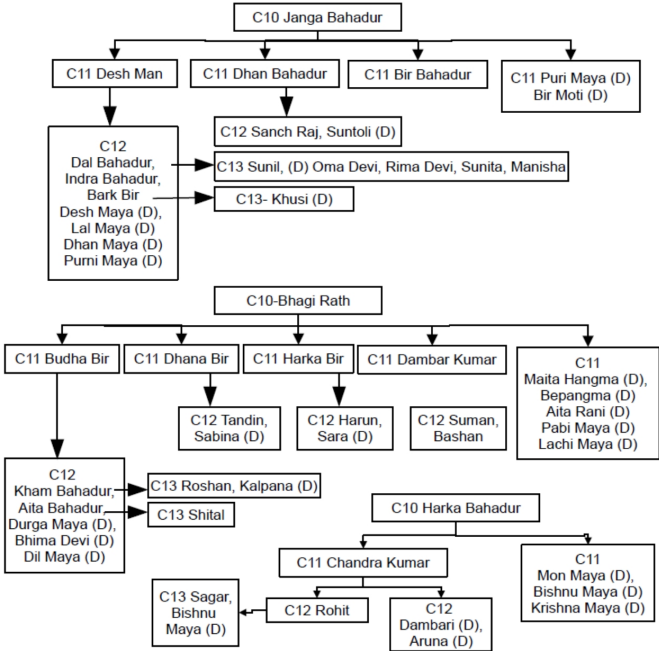 C10 Janga Bahadur
C11 Desh Man
C11 Dhan Bahadur
C11 Bir Bahadur
C11 Puri Maya (D)
Bir Moti (D)
C12 Sanch Raj, Suntoli (D)
C12
Dal Bahadur,
Indra Bahadur,
Bark Bir
Desh Maya (D),
Lal Maya (D)
Dhan Maya (D)
Purni Maya (D)
C13 Sunil, (D) Oma Devi, Rima Devi, Sunita, Manisha
C13- Khusi (D)
C10-Bhagi Rath
C11 Budha Bir
C11 Dhana Bir
C11 Harka Bir
C11 Dambar Kumar
C11
Maita Hangma (D),
Bepangma (D)
Aita Rani (D)
Pabi Maya (D)
Lachi Maya (D)
C12 Tandin,
Sabina (D)
C12 Harun,
Sara (D)
C12 Suman,
Bashan
C12
Kham Bahadur,
Aita Bahadur,
Durga Maya (D),
Bhima Devi (D)
Dil Maya (D)
C13 Roshan, Kalpana (D)
C13 Shital
C10 Harka Bahadur
C11 Chandra Kumar
C11
Mon Maya (D),
Bishnu Maya (D)
Krishna Maya (D)
C13 Sagar,
Bishnu
Maya (D)
C12 Rohit
C12
Dambari (D),
Aruna (D)